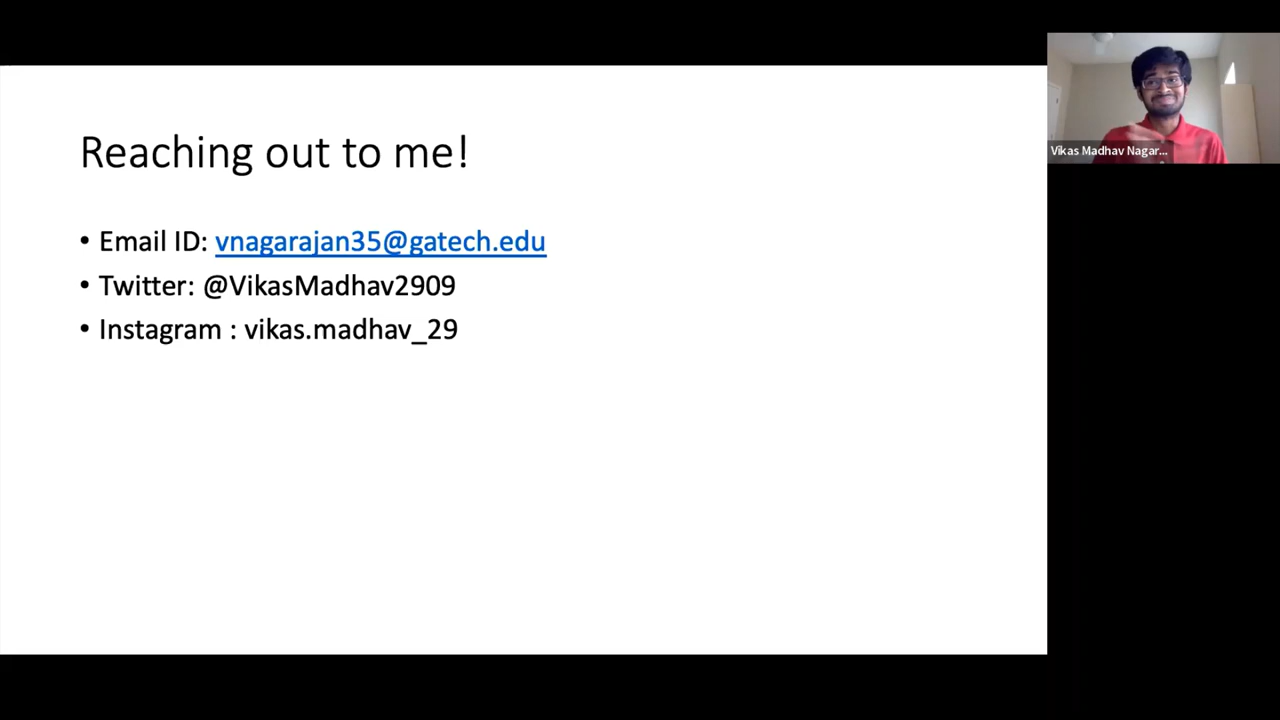 Reaching out to me!
• Email ID: vnagarajan35@gatech.edu
• Twitter: @VikasMadhav2909
• Instagram : vikas.madhav_29
Vikas Madhav Nagar...